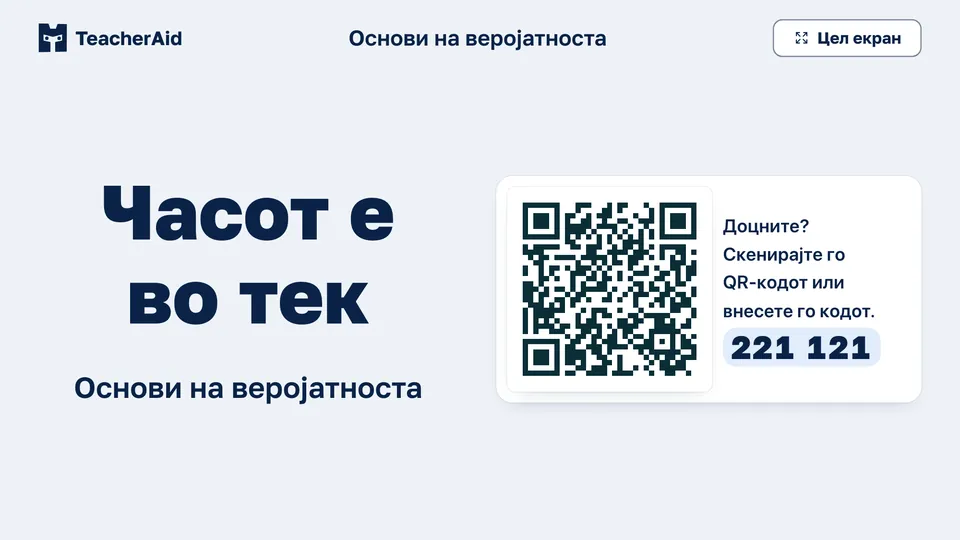 TeacherAid
Основи на веројатноста
Цел екран
Часот е
во тек
Основи на веројатноста
Доцните?
Скенирајте го
QR-кодот или
внесете го кодот.
221 121